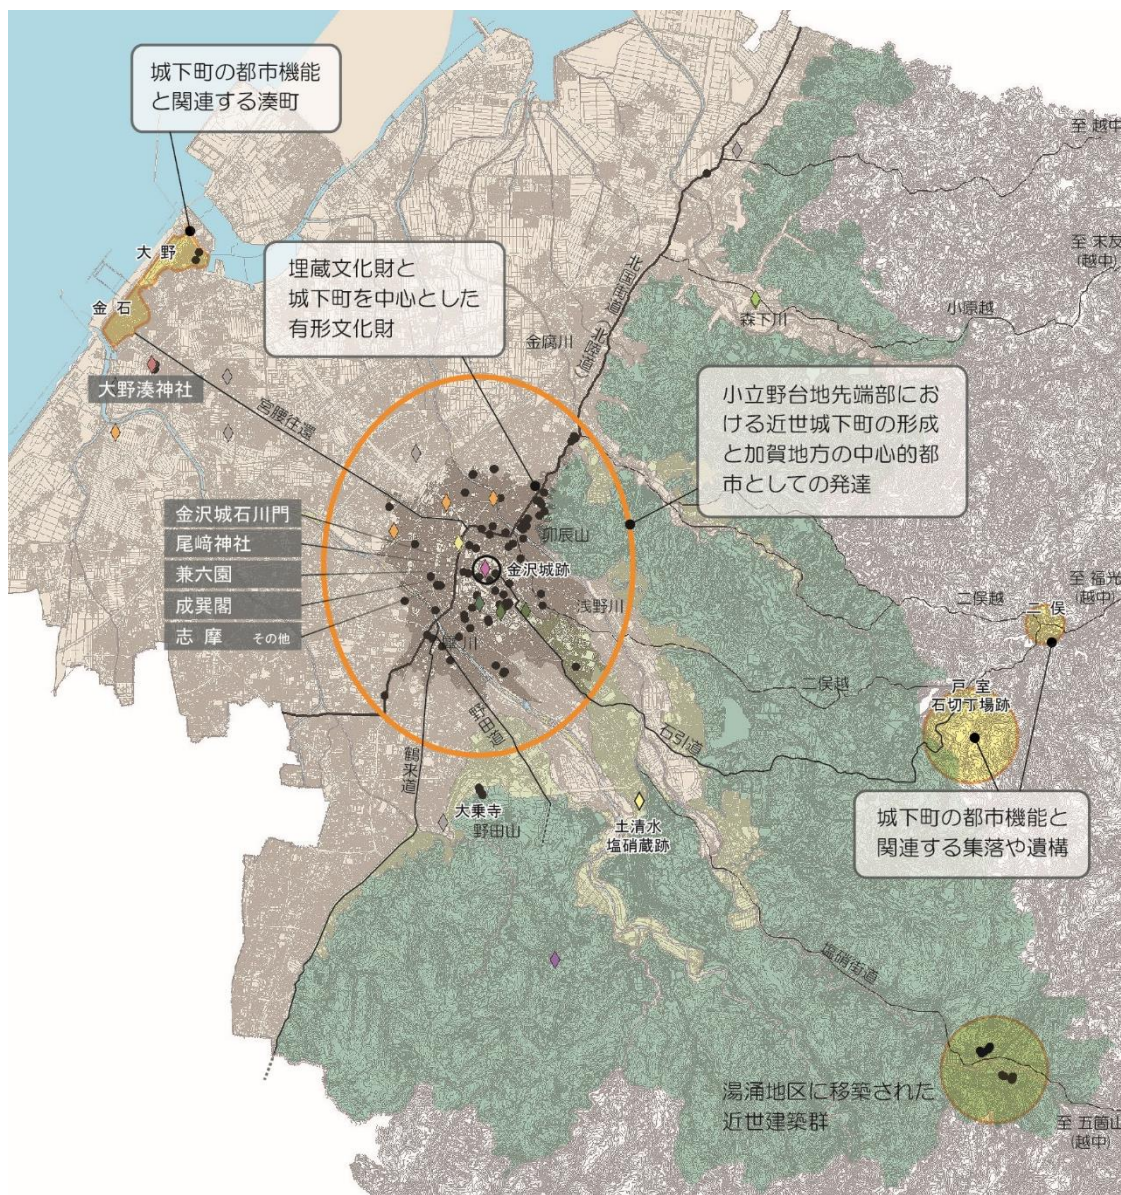 城下町の都市機能
と関連する湊町
至 越中
大 野
金 石
埋蔵文化財と
城下町を中心とした
有形文化財
至 末友
(越中)
北国街道(北陸道)
森下川
小原越
金腐川
大野湊神社
宮腰往還
小立野台地先端部にお
ける近世城下町の形成
と加賀地方の中心的都
市としての発達
金沢城石川門
尾﨑神社
兼六園
成巽閣
志 摩 その他
卯辰山
金沢城跡
浅野川
川
至 福光
(越中)
二俣越
二 俣
二俣越
戸 室
石切丁場跡
野田道
石引道
鶴来道
大乗寺
野田山
土清水
塩硝蔵跡
城下町の都市機能と
関連する集落や遺構
塩硝街道
湯涌地区に移築された
近世建築群
至 五箇山
(越中)